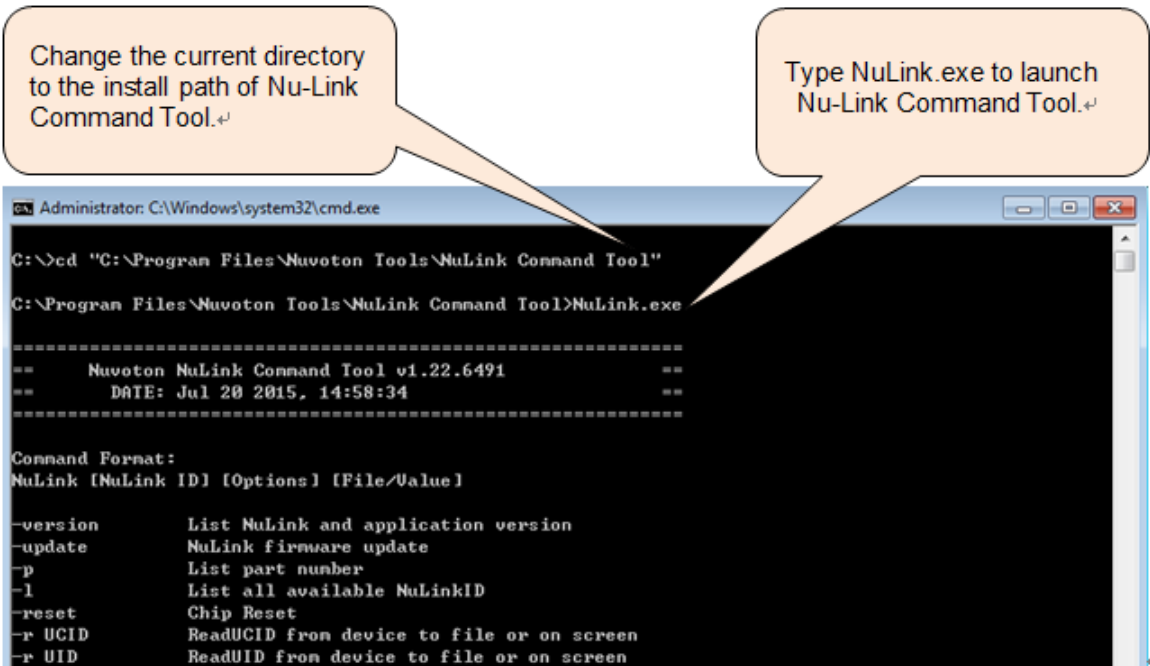 Change the current directory
to the install path of Nu-Link
Command Tool.↵
Type NuLink.exe to launch
Nu-Link Command Tool.↵
Administrator: C:\Windows\system32\cmd.exe
C:\>cd "C:\Program Files\Nuvoton Tools\NuLink Command Tool"
C:\Program Files\Nuvoton Tools\NuLink Command Tool>NuLink.exe
=============================================================
== Nuvoton NuLink Command Tool v1.22.6491 ==
== DATE: Jul 20 2015, 14:58:34 ==
=============================================================
Command Format:
NuLink [NuLink ID] [Options] [File/Value]
-version List NuLink and application version
-update NuLink firmware update
-p List part number
-l List all available NuLinkID
-reset Chip Reset
-r UCID ReadUCID from device to file or on screen
-r UID ReadUID from device to file or on screen